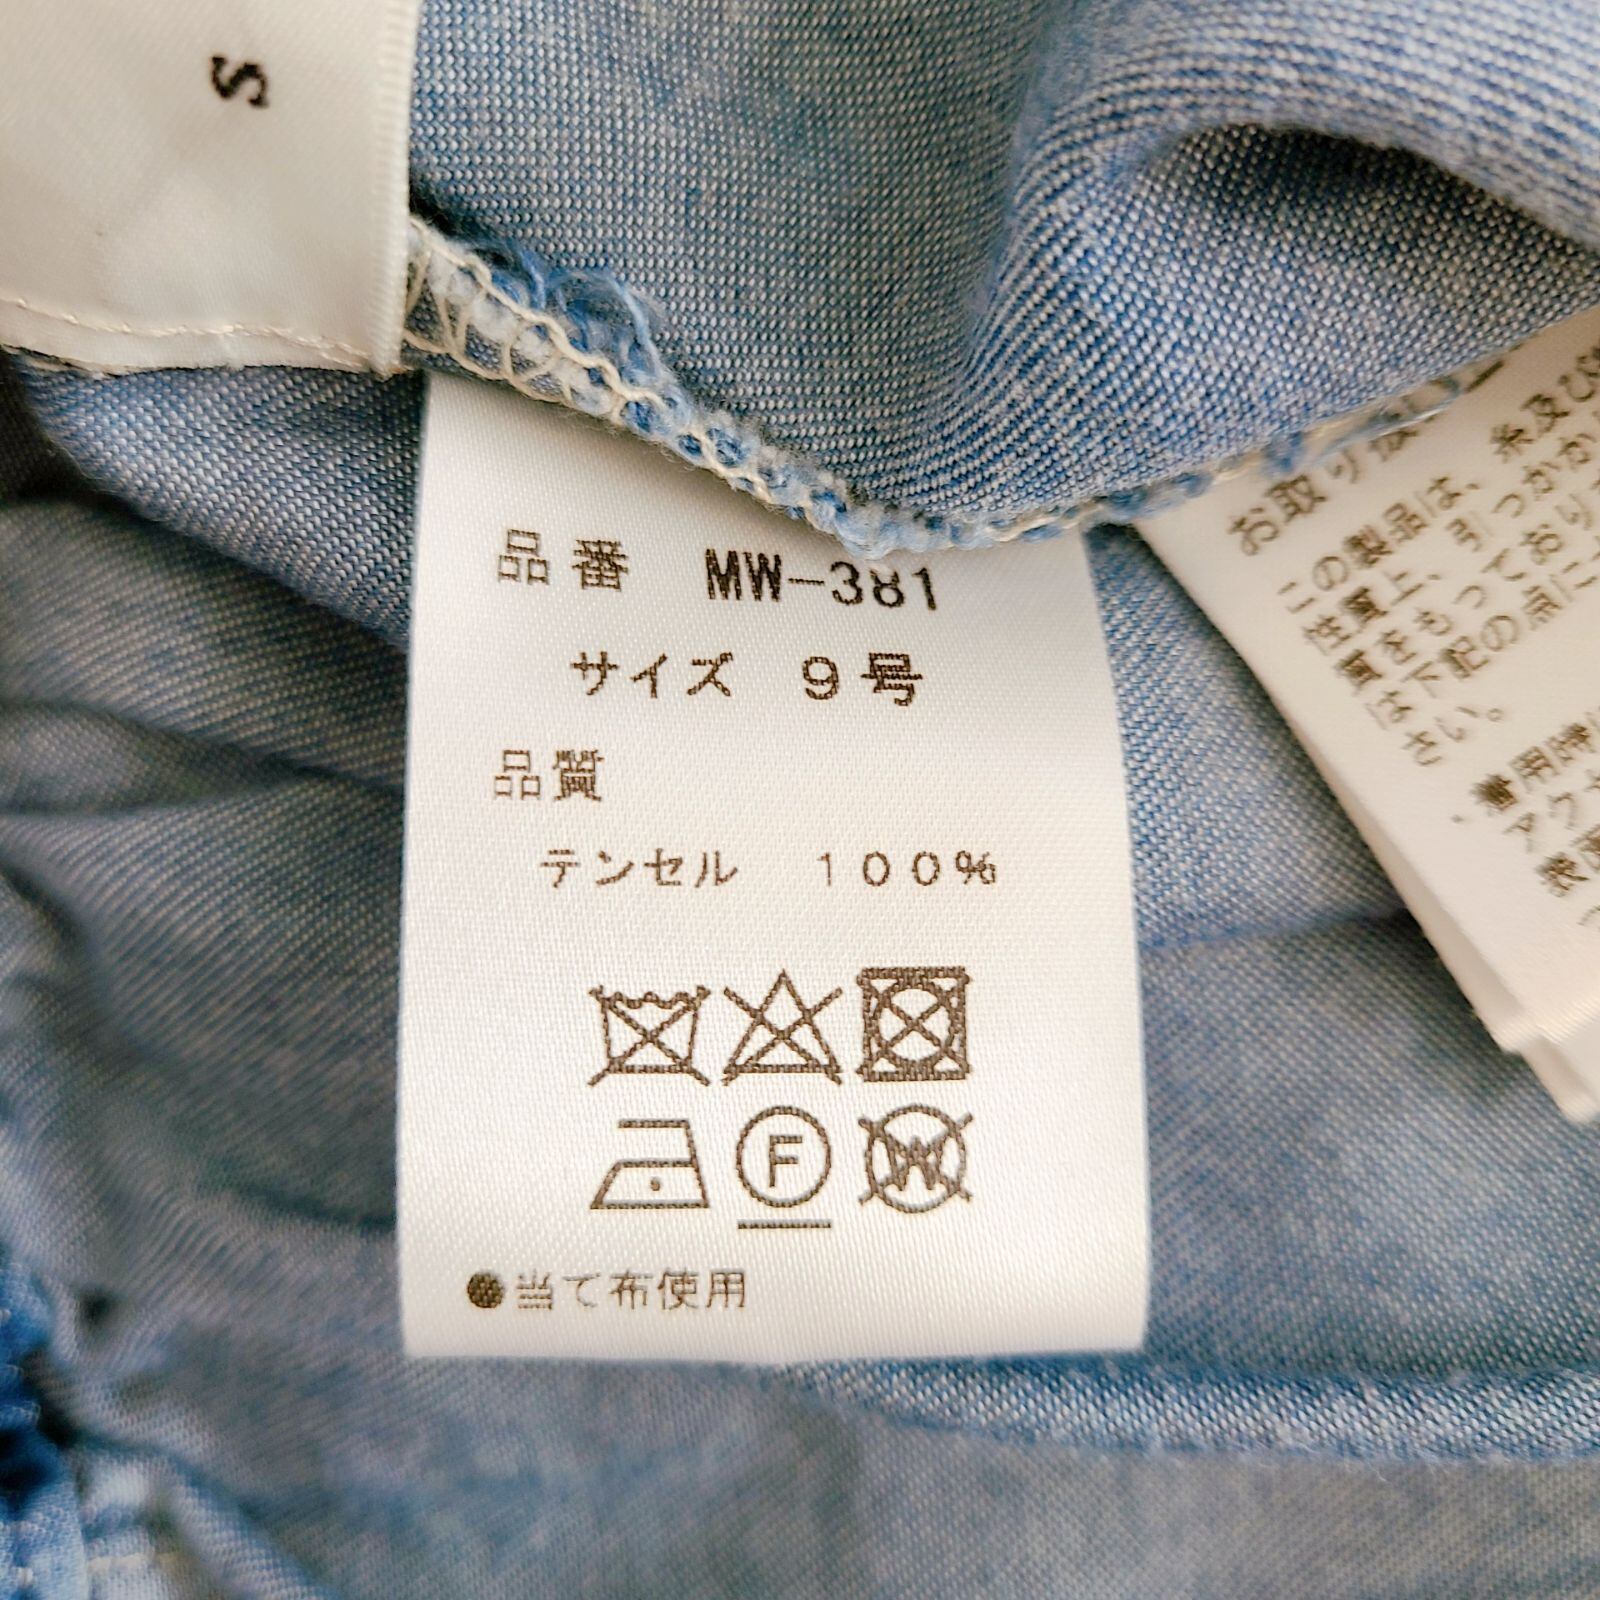 S
品番 MW-381
サイズ 9号
品質
テンセル 100%
F W
●当て布使用
お取り扱い上
この製品は、糸及び
性質上、引っかか
質をもっており
は下記の点に
さい。
・着用時
アク
表面